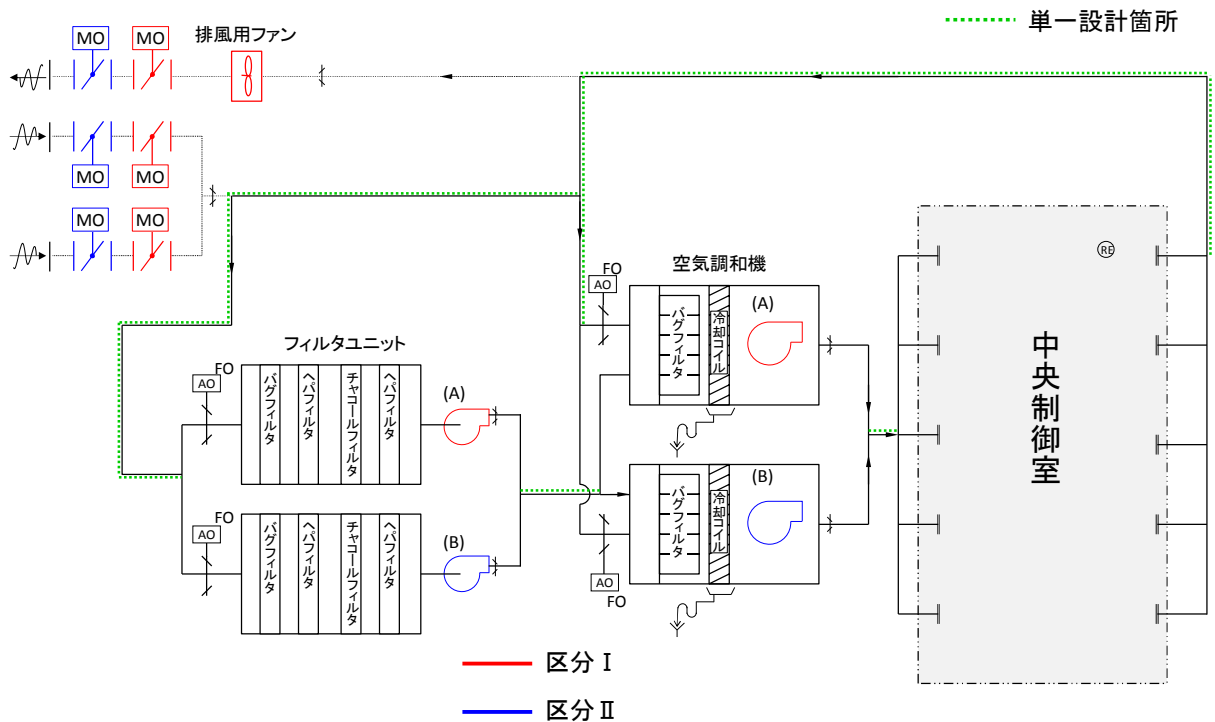 単一設計箇所
MO
MO
排風用ファン
MO
MO
MO
MO
空気調和機
FO
AO
バグフィルタ
冷却コイル
(A)
RE
中央制御室
フィルタユニット
FO
AO
バグフィルタ
ヘパフィルタ
チャコールフィルタ
ヘパフィルタ
(A)
FO
AO
バグフィルタ
ヘパフィルタ
チャコールフィルタ
ヘパフィルタ
(B)
バグフィルタ
冷却コイル
(B)
AO
FO
区分Ⅰ
区分Ⅱ